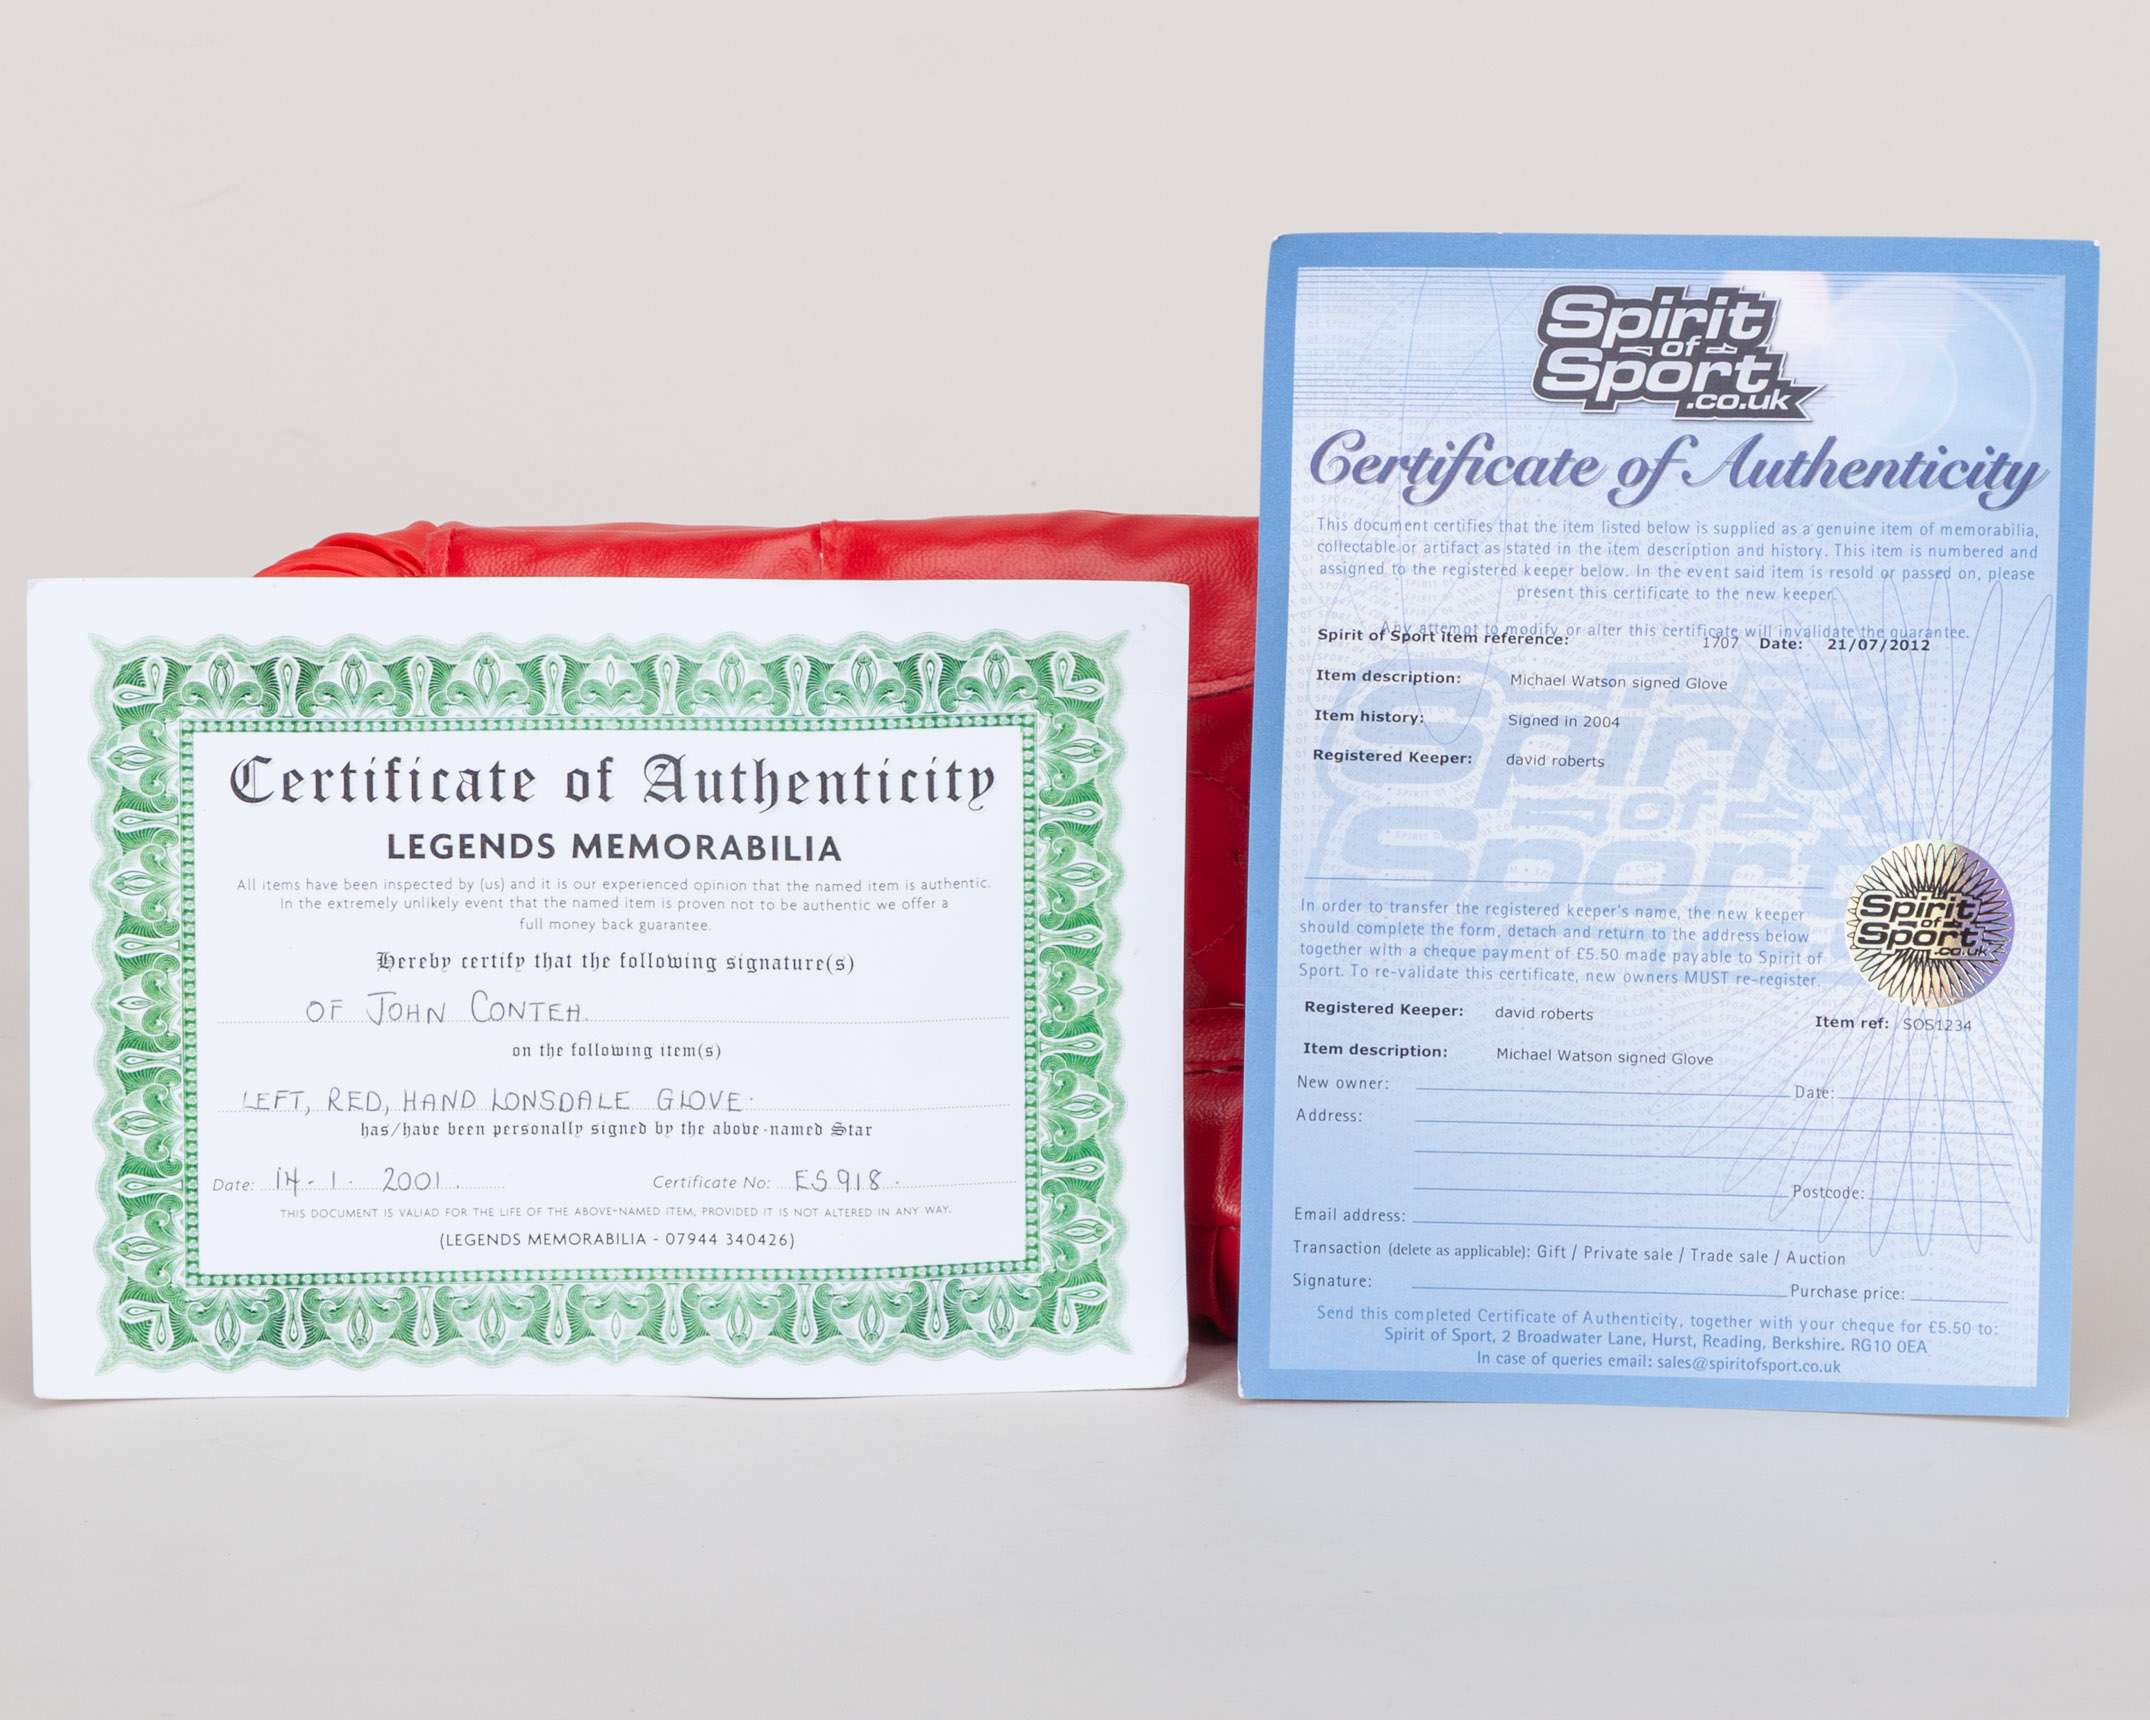 Certificate of Authenticity
LEGENDS MEMORABILIA
All items have been inspected by (us) and it is our experienced opinion that the named item is authentic.
In the extremely unlikely event that the named item is proven not to be authentic we offer a
full money back guarantee.
Hereby certify that the following signature(s)
OF JOHN CONTEH.
on the following item(s)
LEFT, RED, HAND LONSDALE GLOVE.
has/have been personally signed by the above-named Star
Date: 14 - 1 . 2001. Certificate No: ES 918 .
THIS DOCUMENT IS VALIAD FOR THE LIFE OF THE ABOVE-NAMED ITEM, PROVIDED IT IS NOT ALTERED IN ANY WAY.
(LEGENDS MEMORABILIA - 07944 340426)
Spirit
of
Sport
.co.uk
Certificate of Authenticity
This document certifies that the item listed below is supplied as a genuine item of memorabilia,
collectable or artifact as stated in the item description and history. This item is numbered and
assigned to the registered keeper below. In the event said item is resold or passed on, please
present this certificate to the new keeper.
Any attempt to modify or alter this certificate will invalidate the guarantee.
Spirit of Sport item reference: 1707 Date: 21/07/2012
Item description: Michael Watson signed Glove
Item history: Signed in 2004
Registered Keeper: david roberts
Spirit
of
Sport
In order to transfer the registered keeper's name, the new keeper
should complete the form, detach and return to the address below
together with a cheque payment of £5.50 made payable to Spirit of
Sport. To re-validate this certificate, new owners MUST re-register.
Spirit
of
Sport
.co.uk
Registered Keeper: david roberts
Item ref: SOS1234
Item description: Michael Watson signed Glove
New owner: Date:
Address:
Postcode:
Email address:
Transaction (delete as applicable): Gift / Private sale / Trade sale / Auction
Signature: Purchase price:
Send this completed Certificate of Authenticity, together with your cheque for £5.50 to:
Spirit of Sport, 2 Broadwater Lane, Hurst, Reading, Berkshire. RG10 0EA
In case of queries email: sales@spiritofsport.co.uk